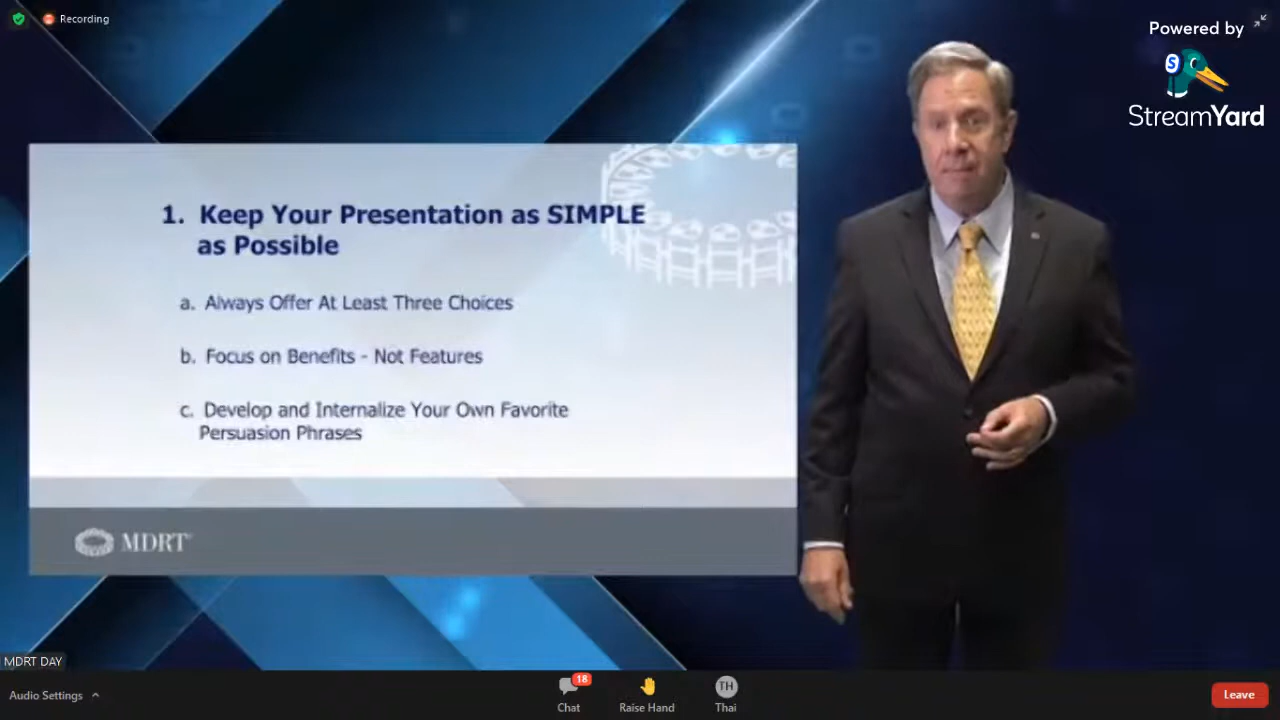 Recording
Powered by
StreamYard
1. Keep Your Presentation as SIMPLE
as Possible
a. Always Offer At Least Three Choices
b. Focus on Benefits - Not Features
c. Develop and Internalize Your Own Favorite
Persuasion Phrases
MDRT
MDRT DAY
Audio Settings
18
Chat
Raise Hand
TH
Thai
Leave